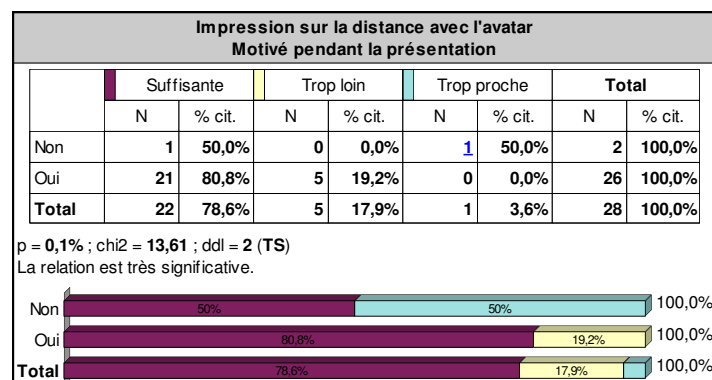 Impression sur la distance avec l'avatar
Motivé pendant la présentation
Suffisante Trop loin Trop proche Total
N % cit. N % cit. N % cit. N % cit.
Non 1 50,0% 0 0,0% 1 50,0% 2 100,0%
Oui 21 80,8% 5 19,2% 0 0,0% 26 100,0%
Total 22 78,6% 5 17,9% 1 3,6% 28 100,0%
p = 0,1% ; chi2 = 13,61 ; ddl = 2 (TS)
La relation est très significative.
Non 50% 50% 100,0%
Oui 80,8% 19,2% 100,0%
Total 78,6% 17,9% 100,0%